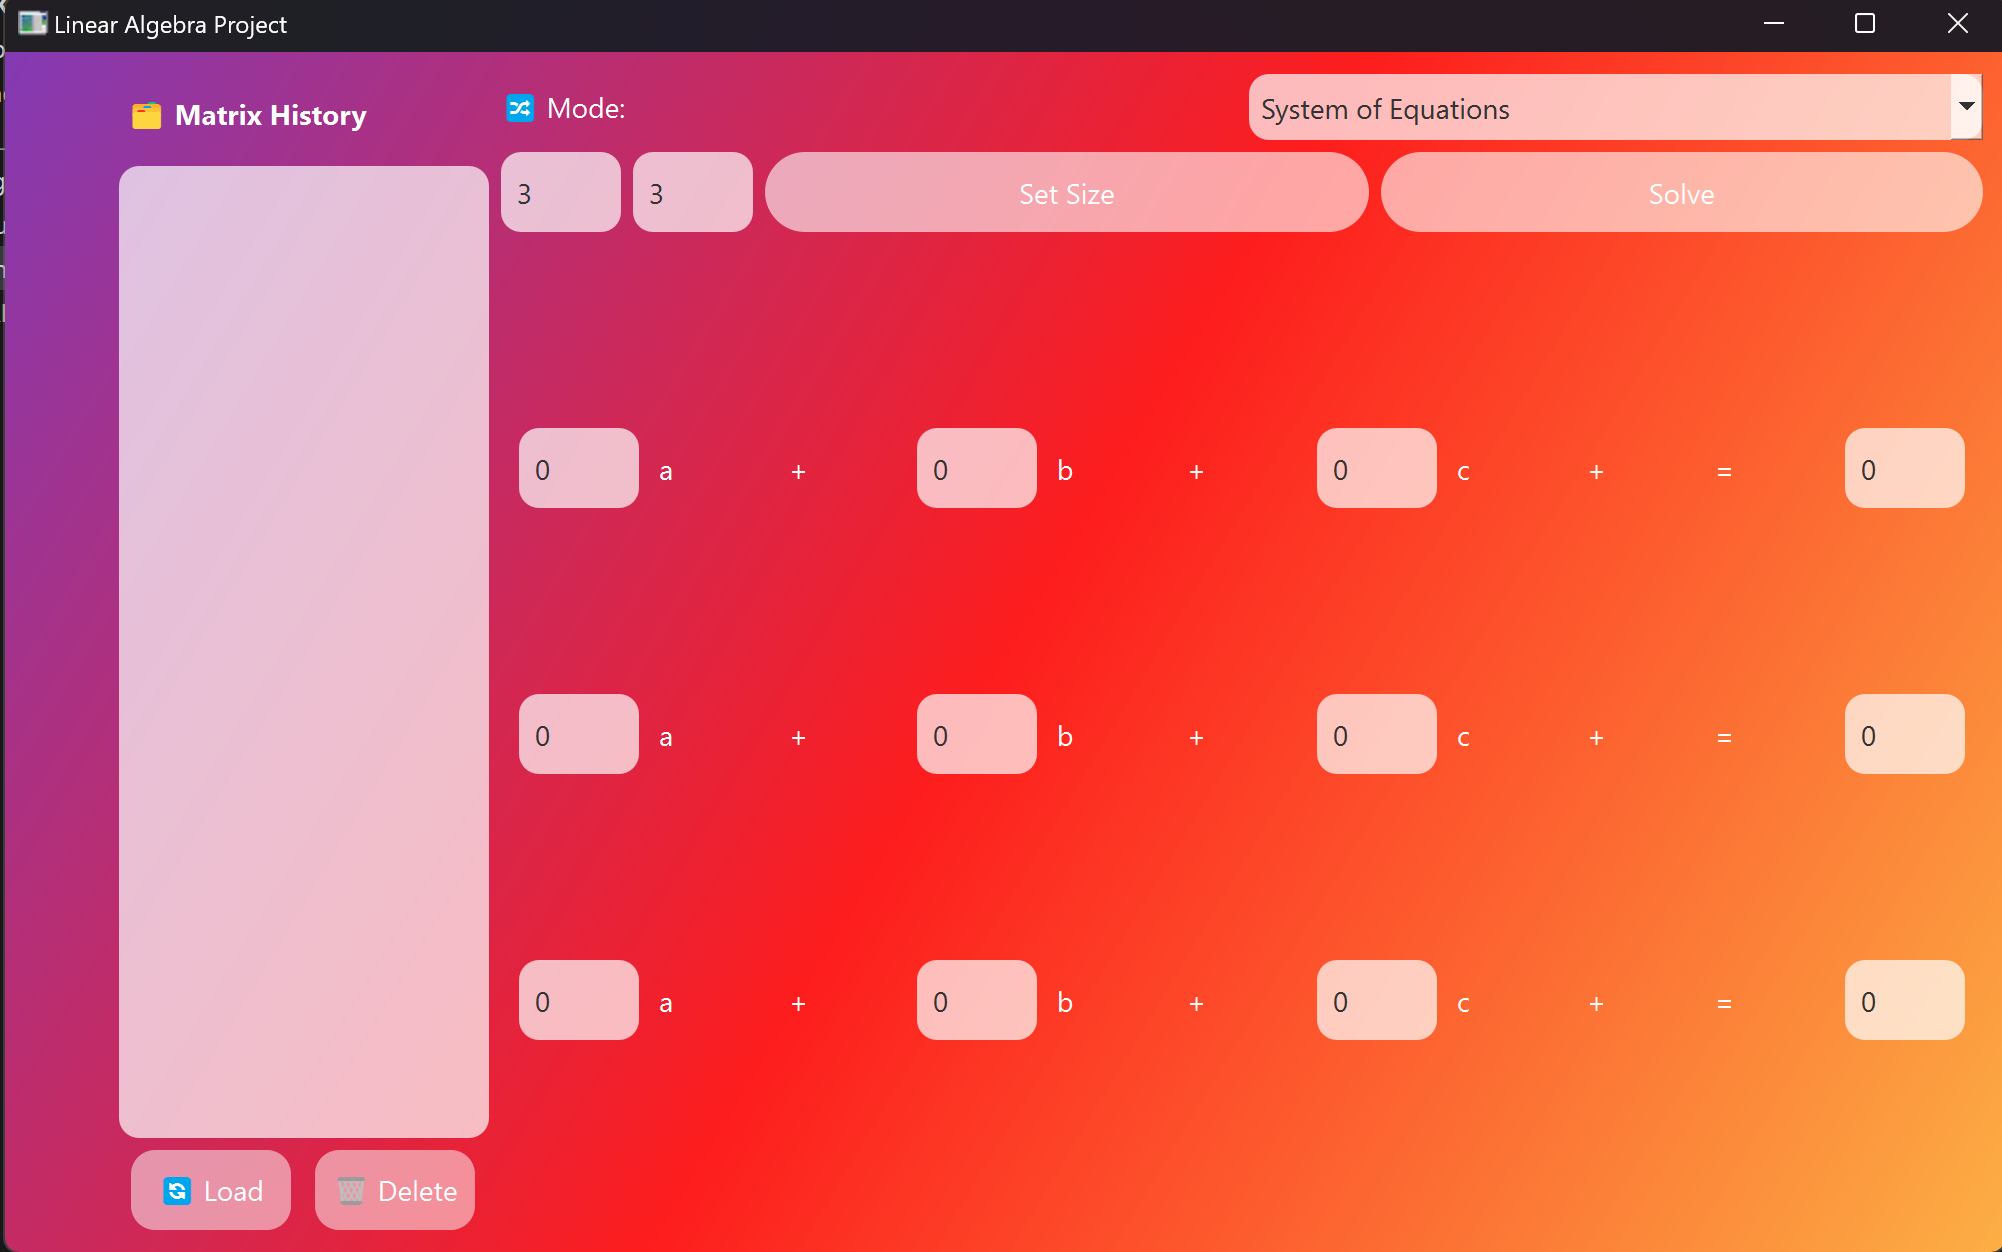 Linear Algebra Project
Matrix History
Mode:
System of Equations
3 3 Set Size Solve
0 a + 0 b + 0 c + = 0
0 a + 0 b + 0 c + = 0
0 a + 0 b + 0 c + = 0
Load Delete